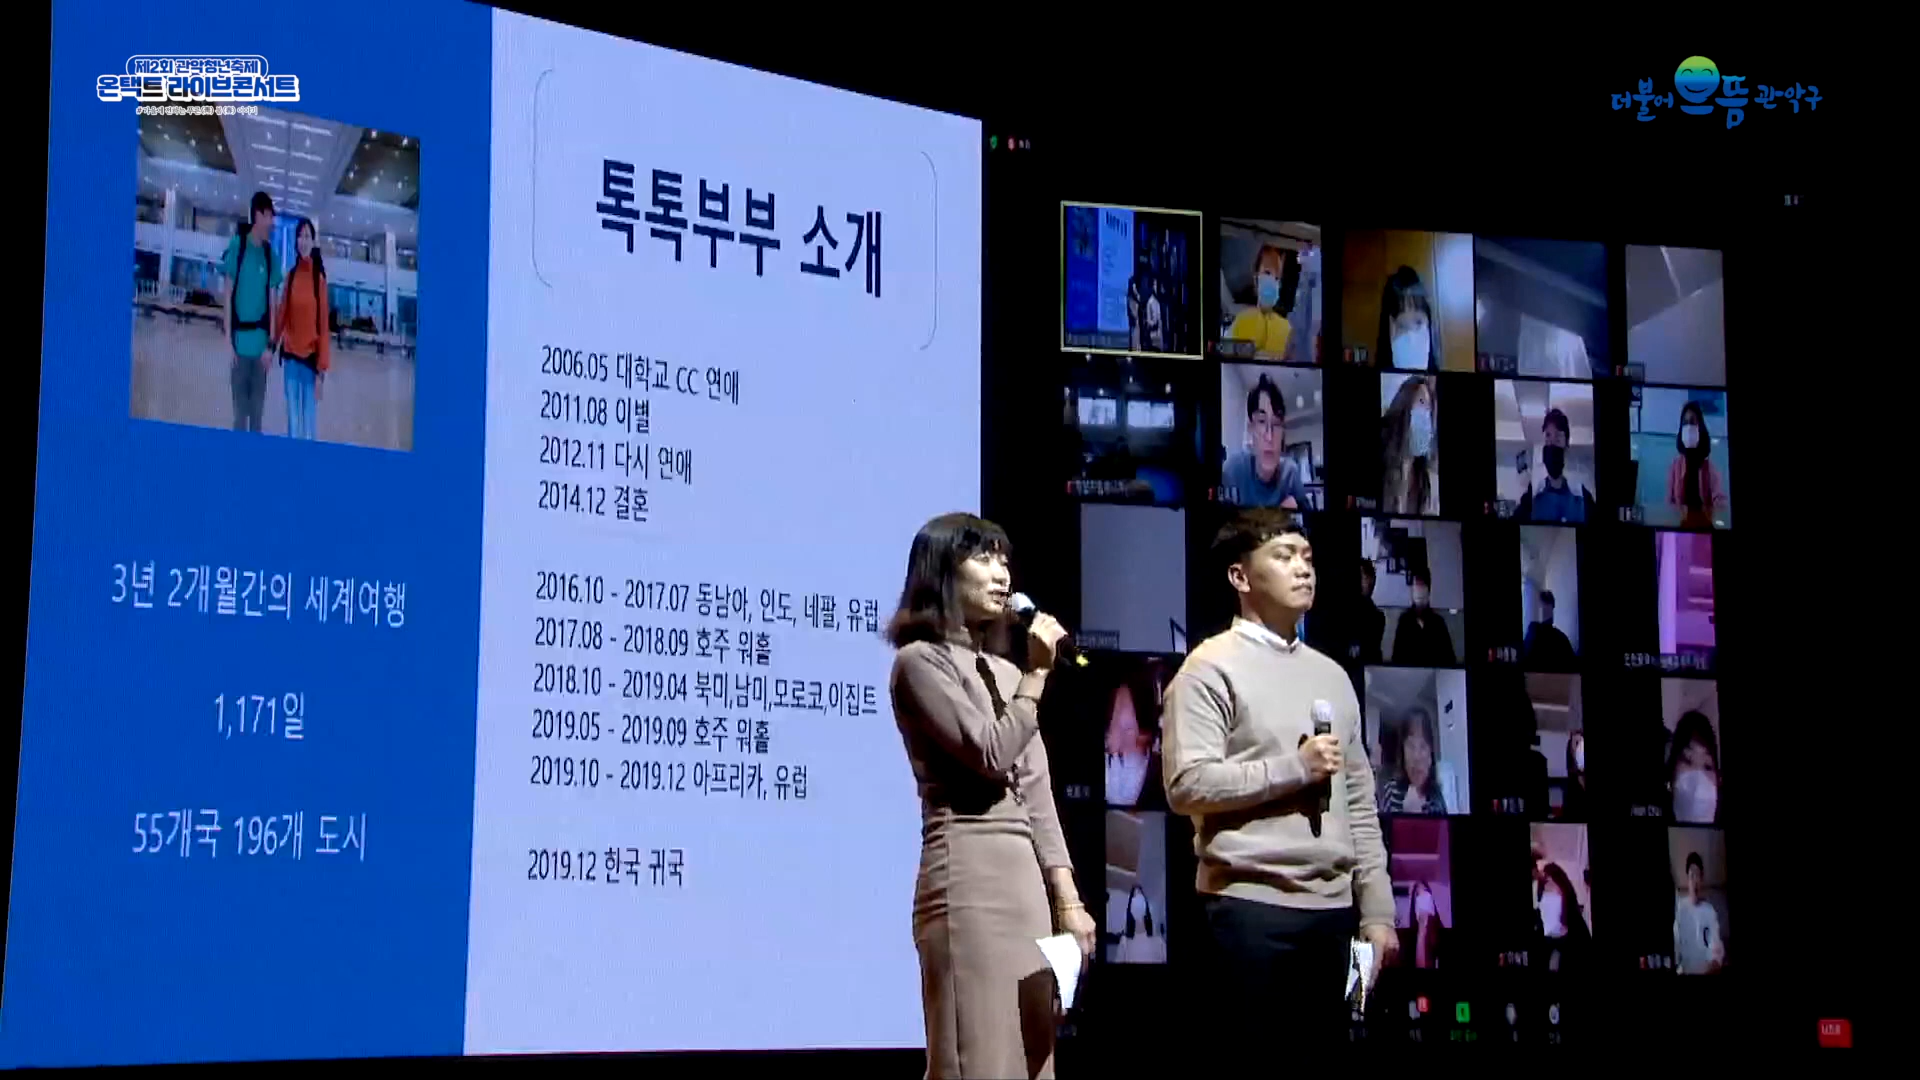 제2회 관악청년축제
온택트 라이브콘서트
더불어 으뜸 관악구
톡톡부부 소개
2006.05 대학교 CC 연애
2011.08 이별
2012.11 다시 연애
2014.12 결혼
2016.10 - 2017.07 동남아, 인도, 네팔, 유럽
2017.08 - 2018.09 호주 워홀
2018.10 - 2019.04 북미,남미,모로코,이집트
2019.05 - 2019.09 호주 워홀
2019.10 - 2019.12 아프리카, 유럽
2019.12 한국 귀국
3년 2개월간의 세계여행
1,171일
55개국 196개 도시